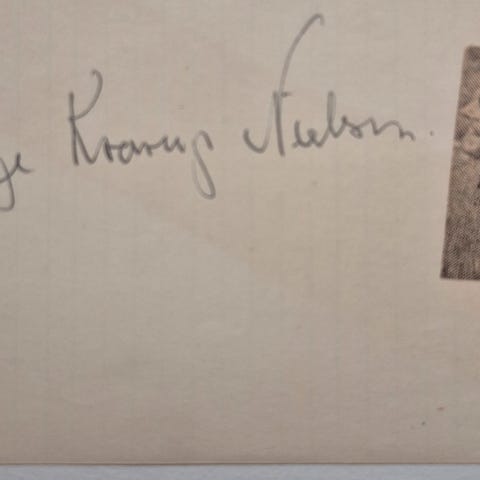 ge Krarup Nielsen.